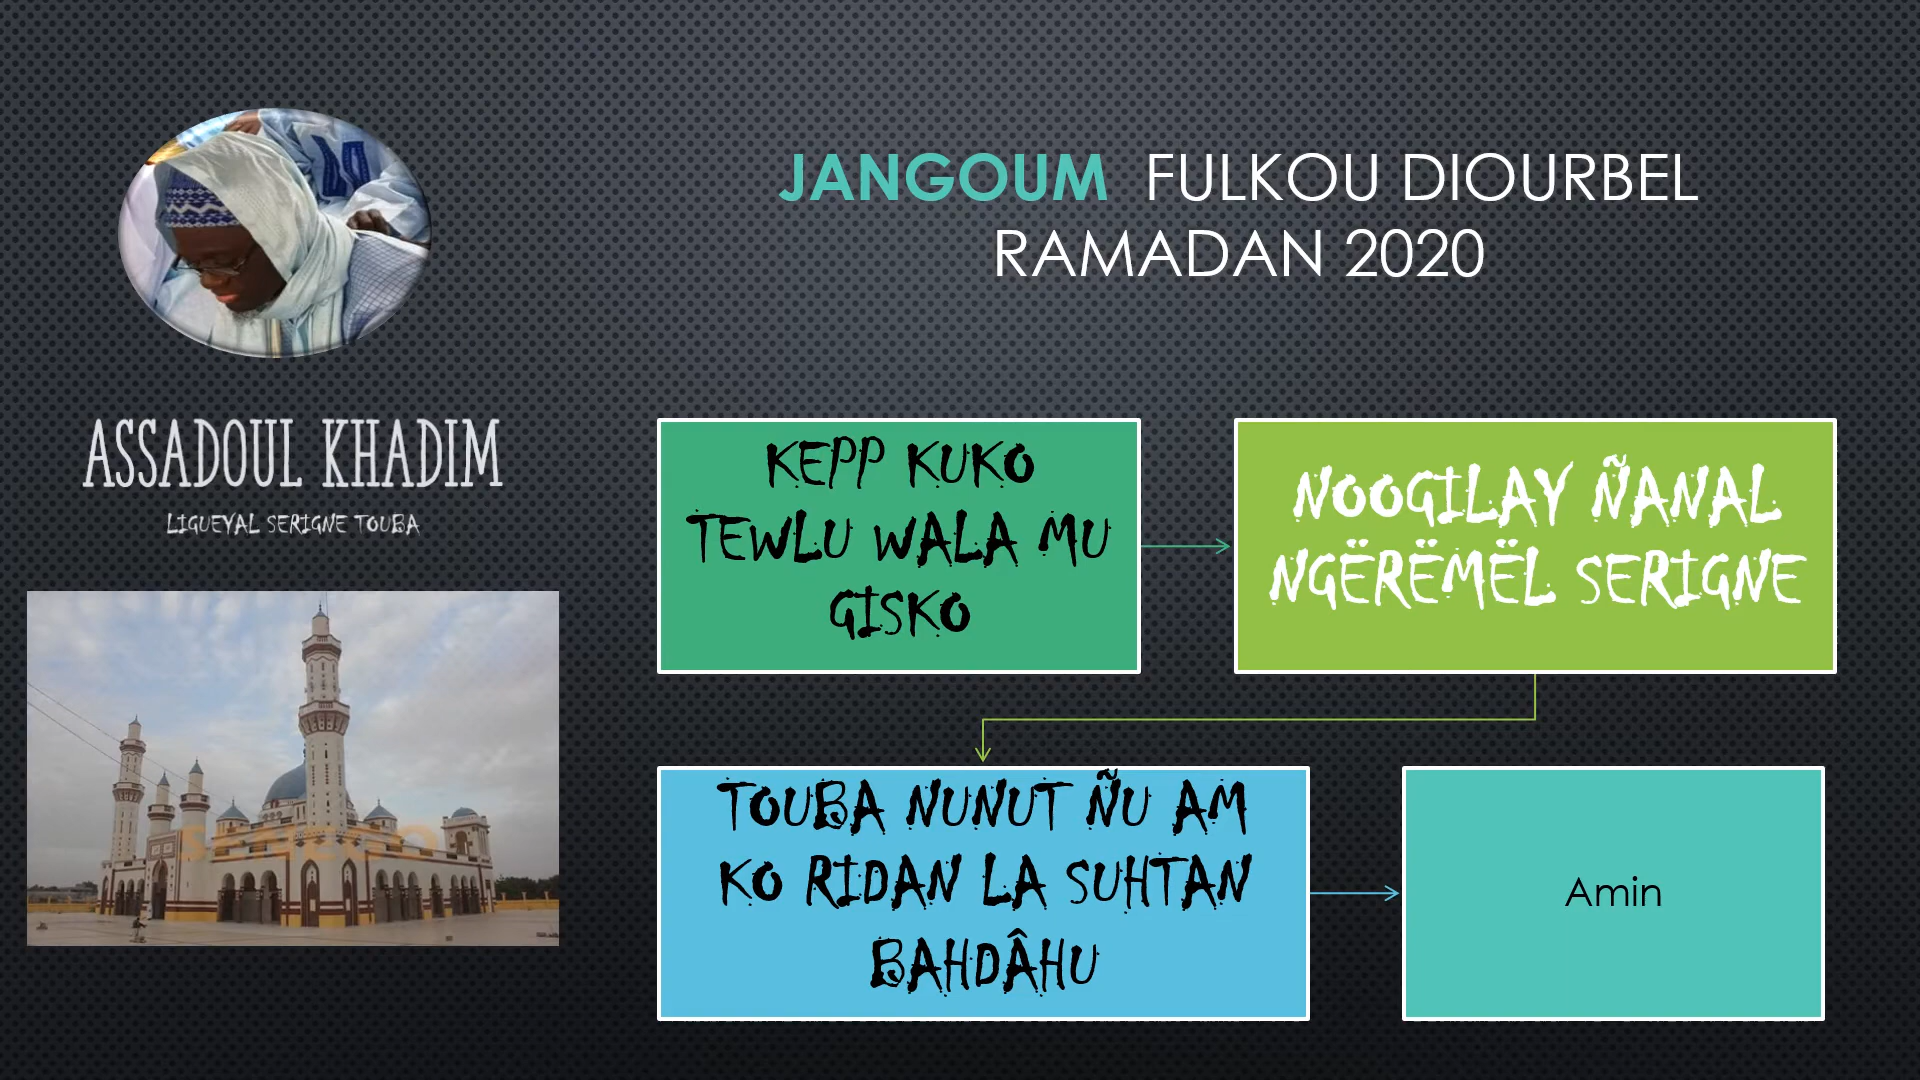 JANGOUM FULKOU DIOURBEL
RAMADAN 2020
ASSADOUL KHADIM
LIGUEYAL SERIGNE TOUBA
KEPP KUKO
TEWLU WALA MU
GISKO
NOOGILAY ÑANAL
NGËRËMËL SERIGNE
TOUBA NUNUT ÑU AM
KO RIDAN LA SUHTAN
BAHDÂHU
Amin